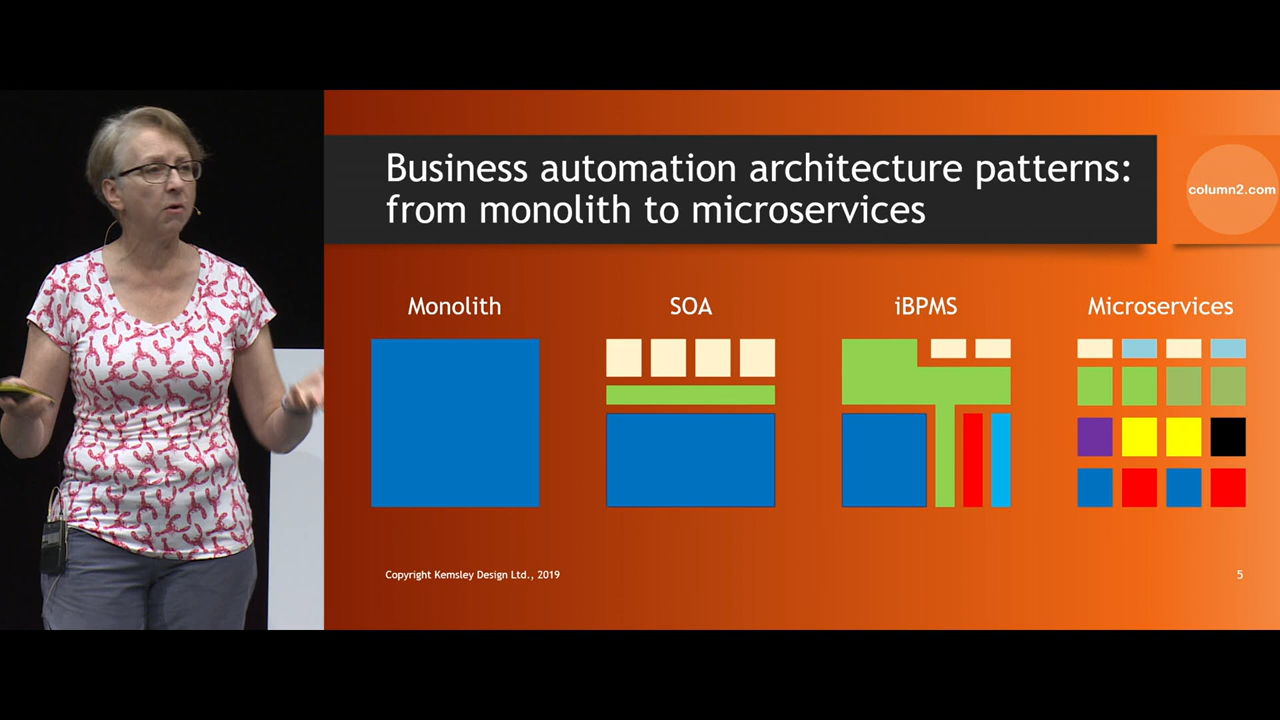 Business automation architecture patterns:
from monolith to microservices
column2.com
Monolith
SOA
iBPMS
Microservices
Copyright Kemsley Design Ltd., 2019
5